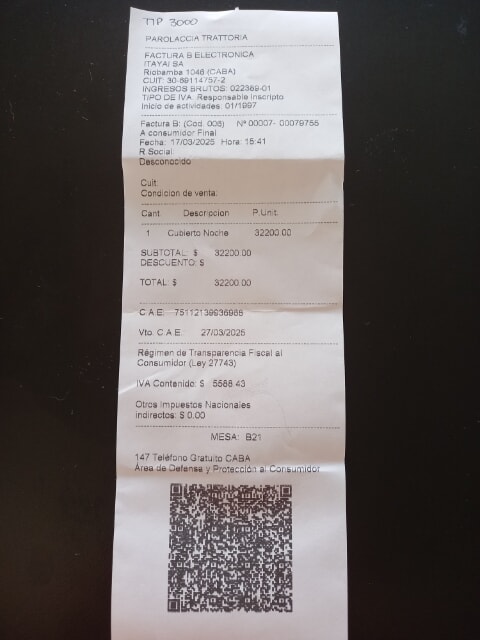 TIP 3000
PAROLACCIA TRATTORIA
FACTURA B ELECTRONICA
ITAYAI SA
Riobamba 1046 (CABA)
CUIT: 30-69114757-2
INGRESOS BRUTOS: 022369-01
TIPO DE IVA: Responsable Inscripto
Inicio de actividades: 01/1997
Factura B: (Cod. 006) Nº 00007- 00079755
A consumidor Final
Fecha: 17/03/2025 Hora: 15:41
R.Social:
Desconocido
Cuit:
Condicion de venta:
Cant. Descripcion P.Unit.
1 Cubierto Noche 32200.00
SUBTOTAL: $ 32200.00
DESCUENTO: $
TOTAL: $ 32200.00
C.A.E: 75112139936988
Vto. C.A.E.: 27/03/2025
Régimen de Transparencia Fiscal al
Consumidor (Ley 27743)
IVA Contenido: $ 5588.43
Otros Impuestos Nacionales
indirectos: $ 0.00
MESA: B21
147 Teléfono Gratuito CABA
Área de Defensa y Protección al Consumidor